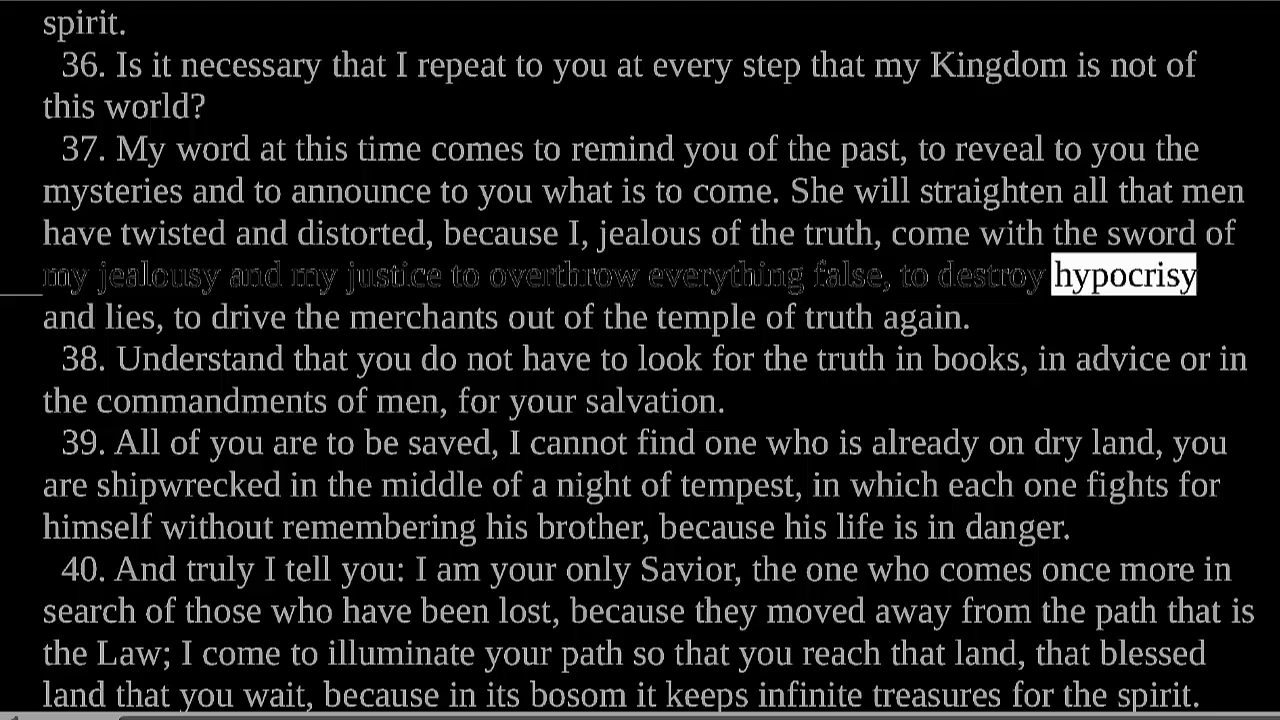 spirit.
36. Is it necessary that I repeat to you at every step that my Kingdom is not of
this world?
37. My word at this time comes to remind you of the past, to reveal to you the
mysteries and to announce to you what is to come. She will straighten all that men
have twisted and distorted, because I, jealous of the truth, come with the sword of
my jealousy and my justice to overthrow everything false, to destroy hypocrisy
and lies, to drive the merchants out of the temple of truth again.
38. Understand that you do not have to look for the truth in books, in advice or in
the commandments of men, for your salvation.
39. All of you are to be saved, I cannot find one who is already on dry land, you
are shipwrecked in the middle of a night of tempest, in which each one fights for
himself without remembering his brother, because his life is in danger.
40. And truly I tell you: I am your only Savior, the one who comes once more in
search of those who have been lost, because they moved away from the path that is
the Law; I come to illuminate your path so that you reach that land, that blessed
land that you wait, because in its bosom it keeps infinite treasures for the spirit.